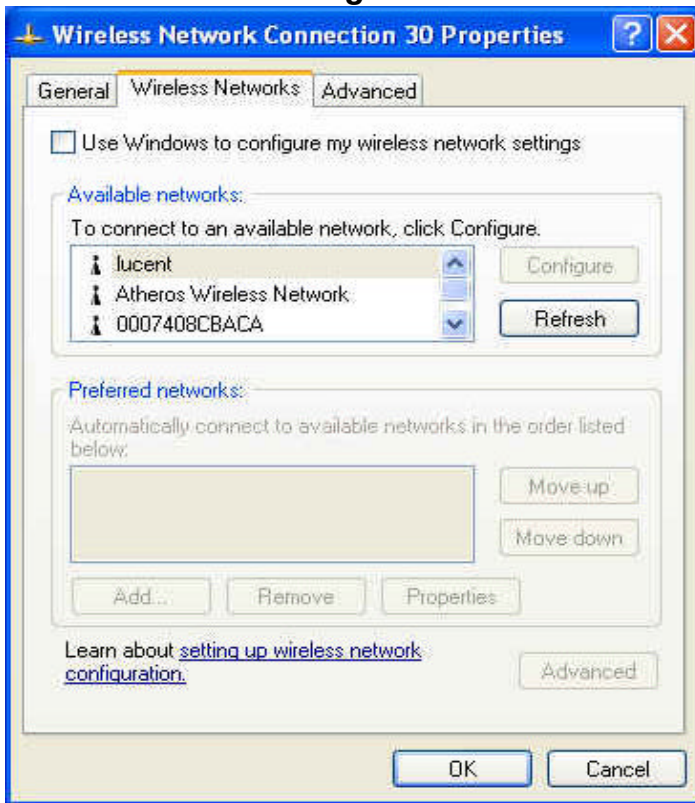 Wireless Network Connection 30 Properties
General Wireless Networks Advanced
Use Windows to configure my wireless network settings
Available networks:
To connect to an available network, click Configure.
lucent
Configure
Atheros Wireless Network
0007408CBACA
Refresh
Preferred networks:
Automatically connect to available networks in the order listed
below:
Move up
Move down
Add... Remove Properties
Learn about setting up wireless network
configuration.
Advanced
OK Cancel